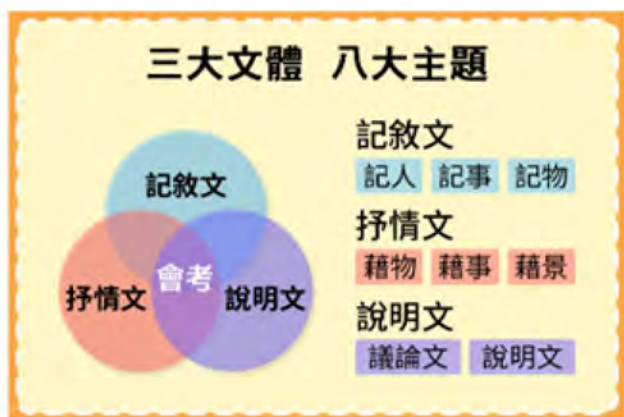 三大文體 八大主題
記敘文
抒情文
會考
說明文
記敘文
記人 記事 記物
抒情文
藉物 藉事 藉景
說明文
議論文 說明文